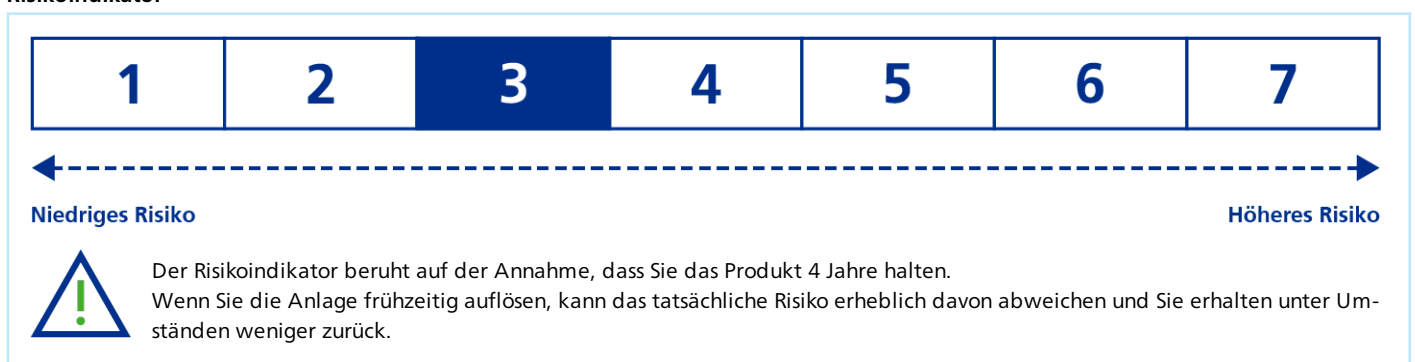 Risikoindikator
1 2 3 4 5 6 7
Niedriges Risiko Höheres Risiko
Der Risikoindikator beruht auf der Annahme, dass Sie das Produkt 4 Jahre halten.
Wenn Sie die Anlage frühzeitig auflösen, kann das tatsächliche Risiko erheblich davon abweichen und Sie erhalten unter Um-
ständen weniger zurück.